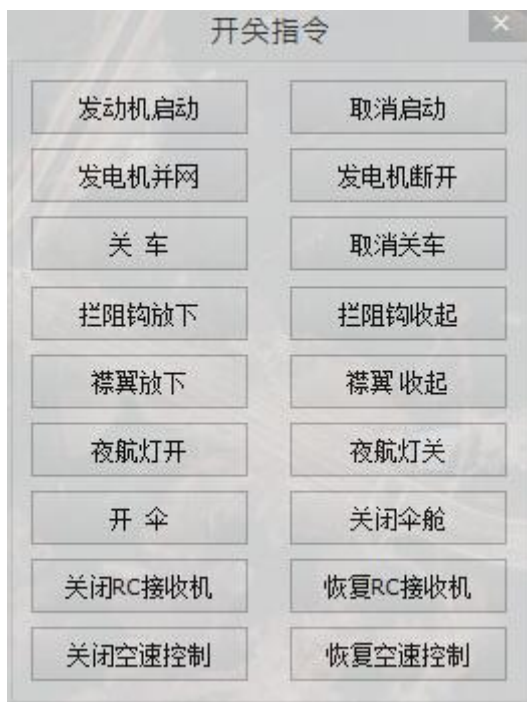 开关指令
发动机启动 取消启动
发电机并网 发电机断开
关 车 取消关车
拦阻钩放下 拦阻钩收起
襟翼放下 襟翼 收起
夜航灯开 夜航灯关
开 伞 关闭伞舱
关闭RC接收机 恢复RC接收机
关闭空速控制 恢复空速控制